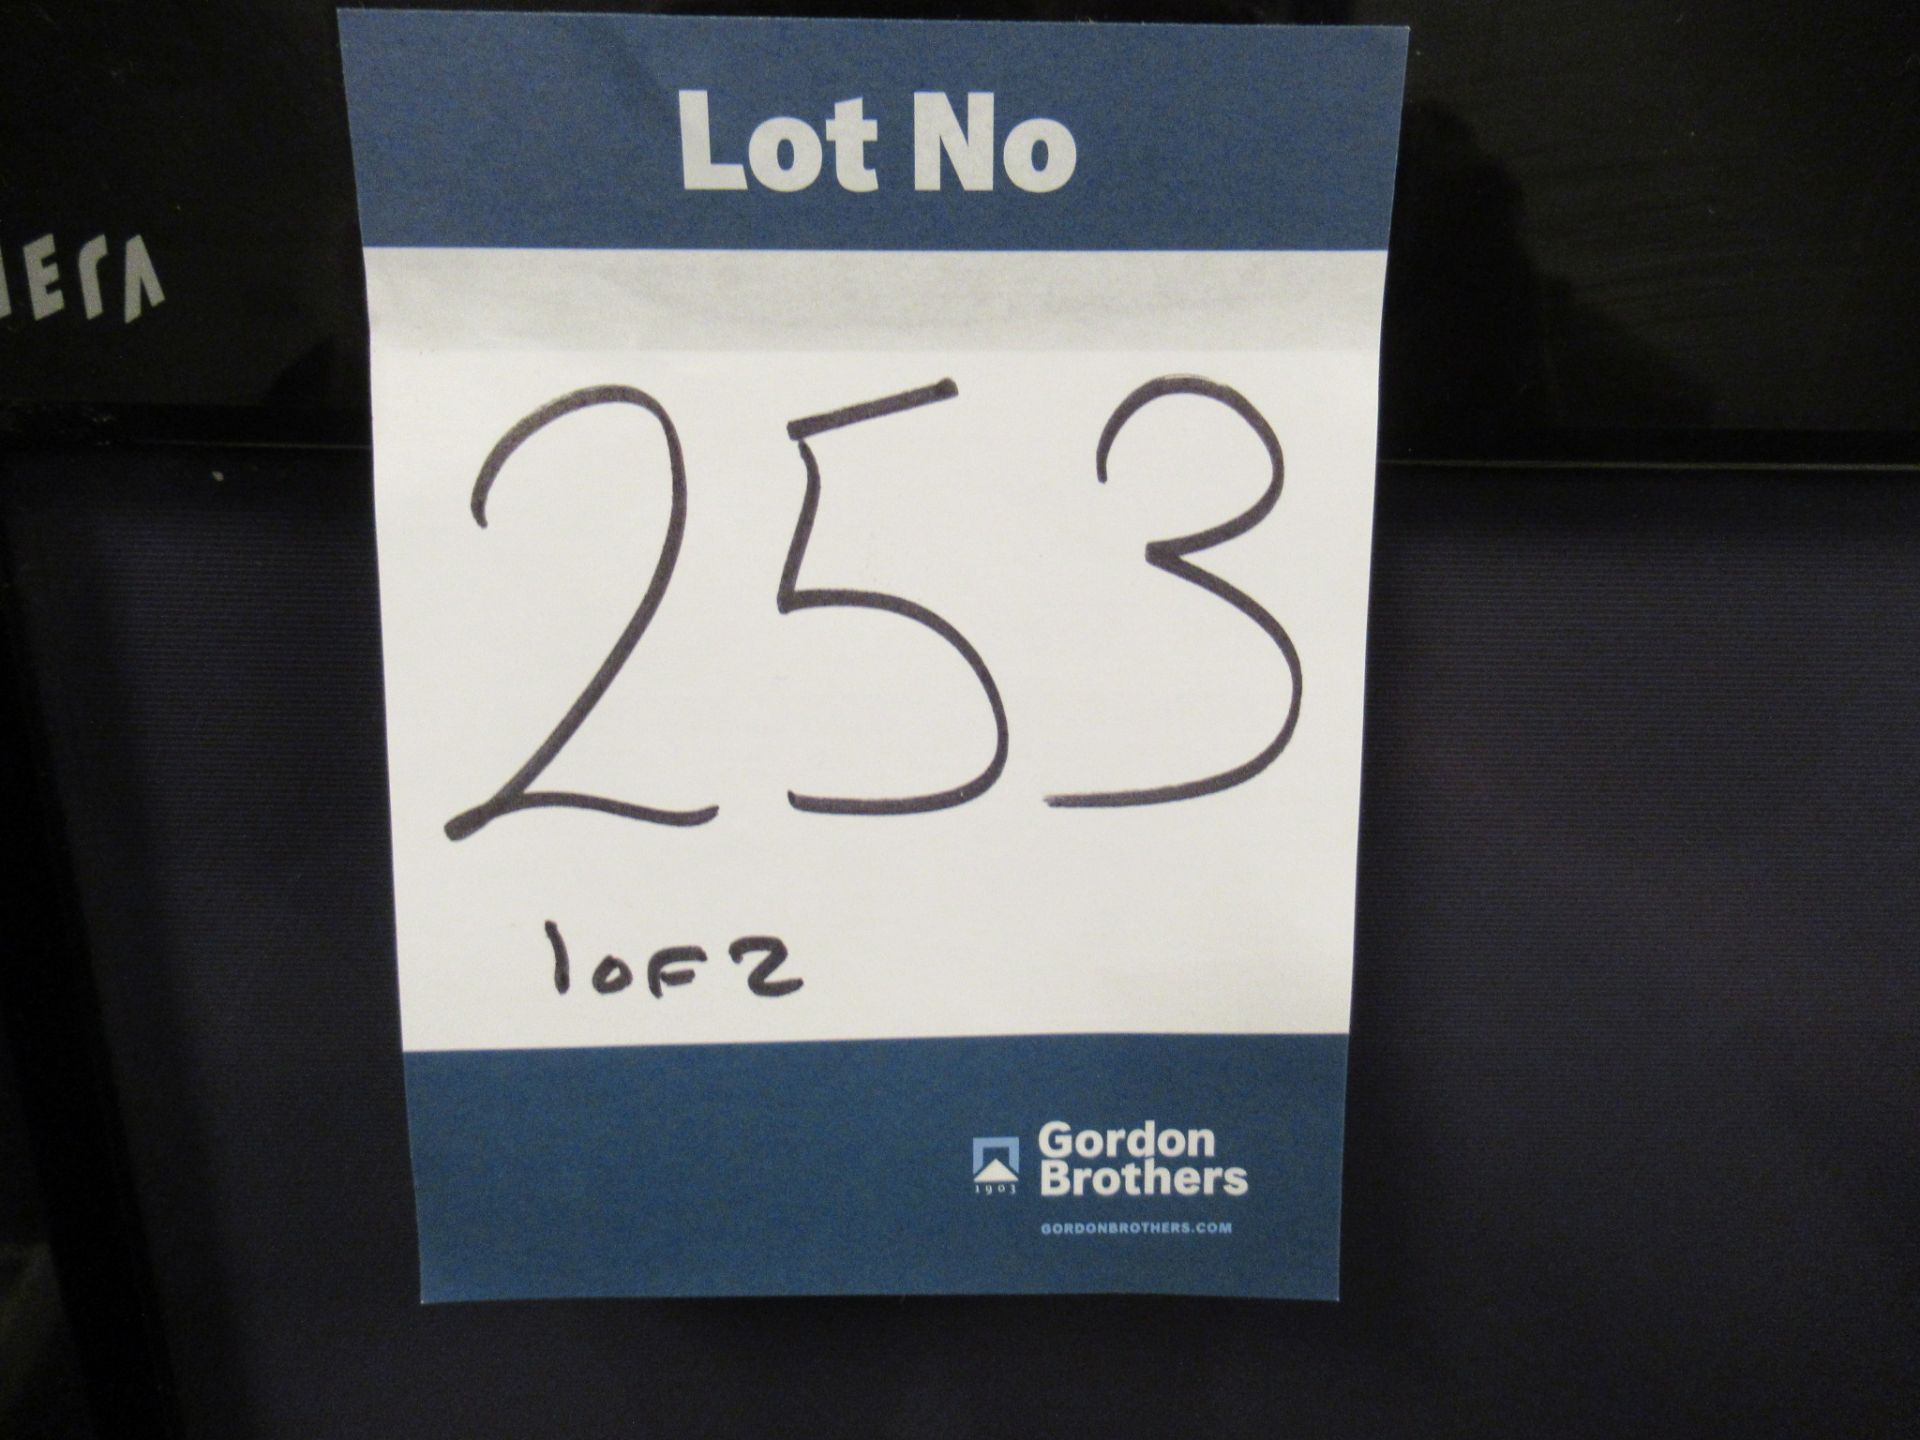 Lot No
253
1 of 2
Gordon
Brothers
1903
GORDONBROTHERS.COM